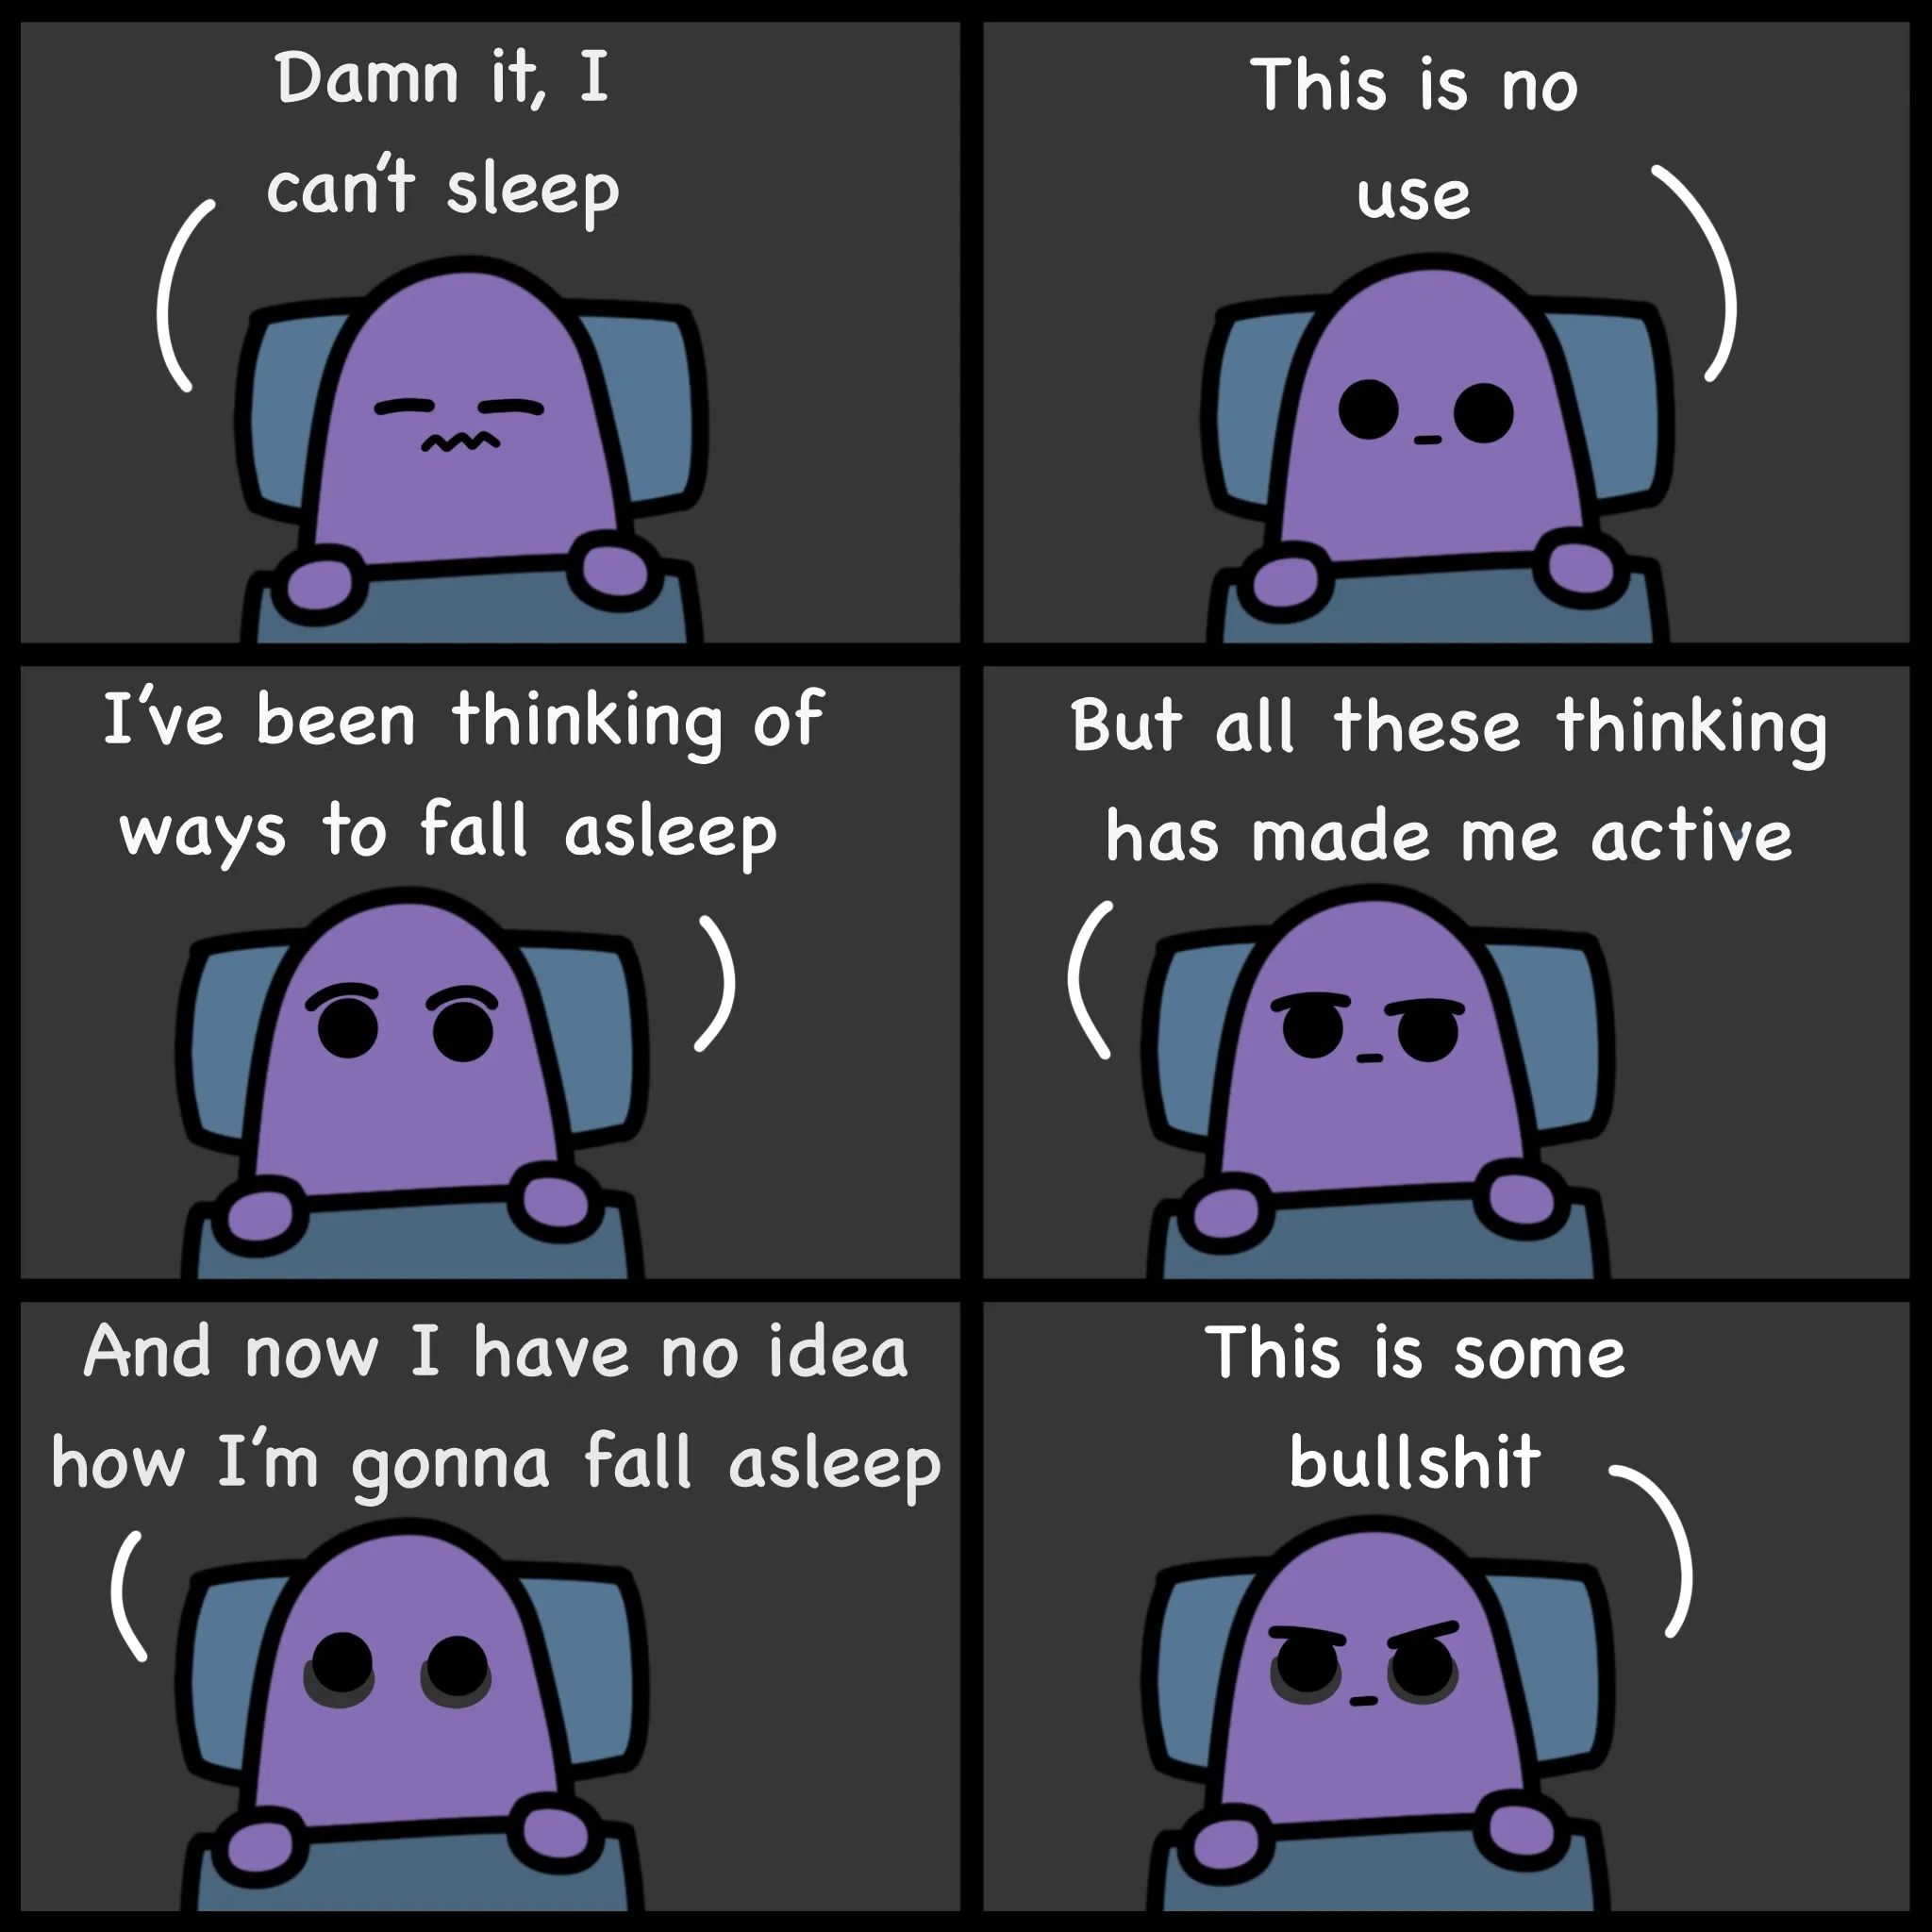 Damn it, I
can't sleep
This is no
use
I've been thinking of
ways to fall asleep
But all these thinking
has made me active
And now I have no idea
how I'm gonna fall asleep
This is some
bullshit